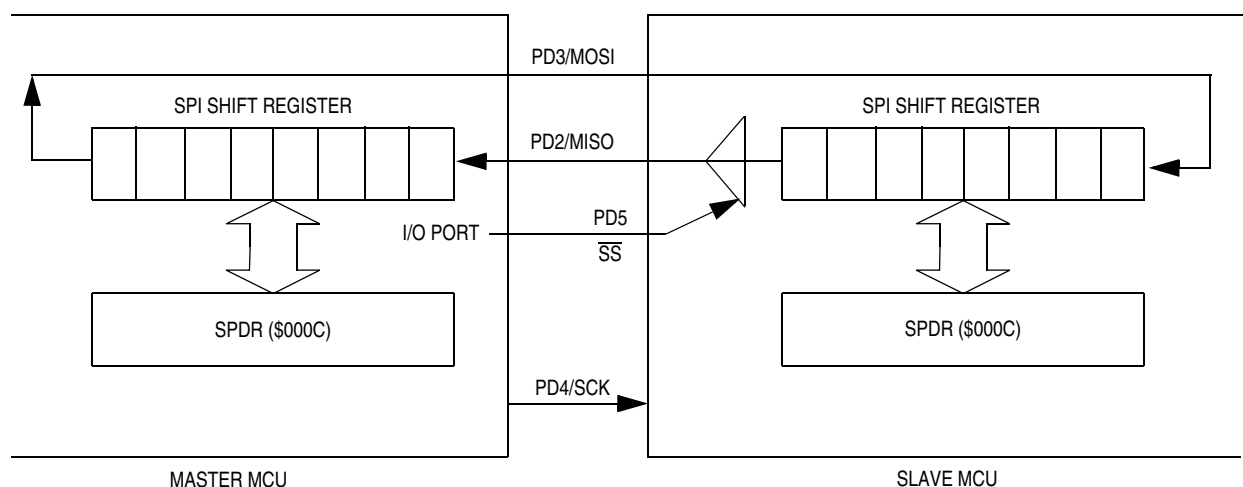 PD3/MOSI
SPI SHIFT REGISTER
SPI SHIFT REGISTER
PD2/MISO
PD5
I/O PORT
SS
SPDR ($000C)
SPDR ($000C)
PD4/SCK
MASTER MCU
SLAVE MCU